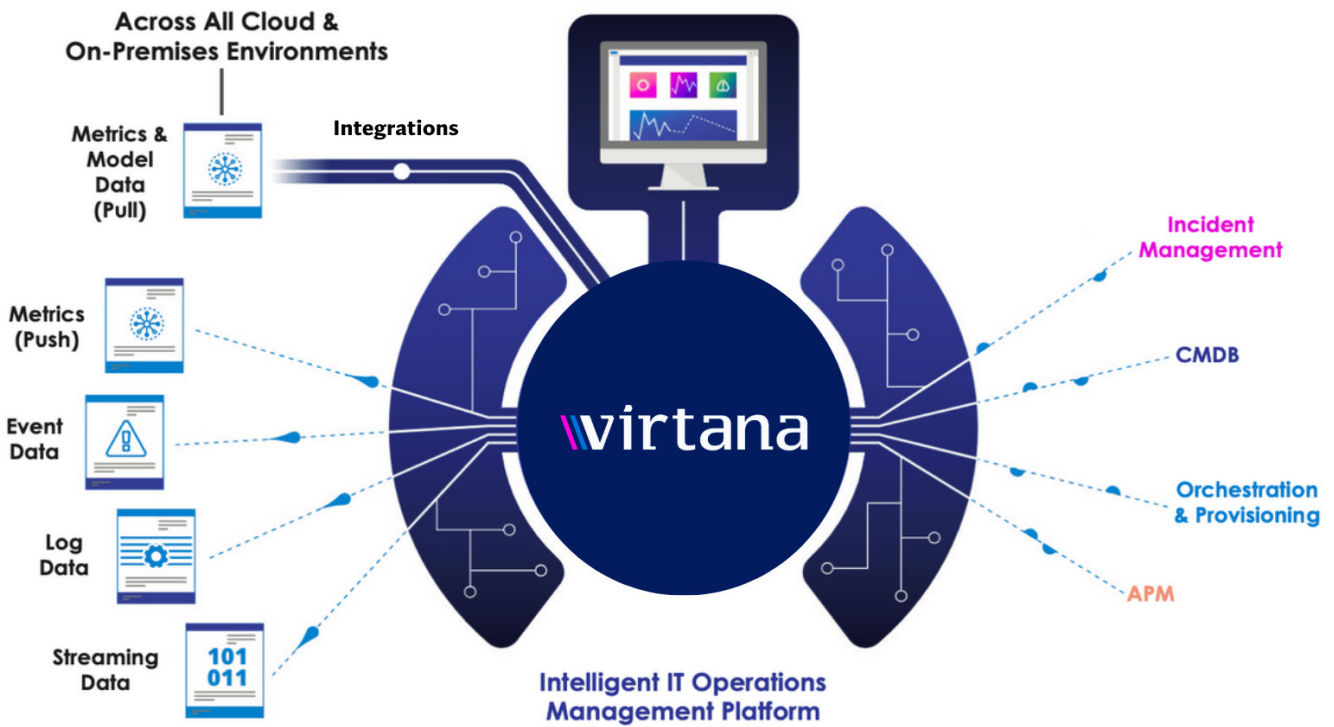 Across All Cloud &
On-Premises Environments
Metrics &
Model
Data
(Pull)
Integrations
Metrics
(Push)
Event
Data
Log
Data
Streaming
Data
101
011
virtana
Incident
Management
CMDB
Orchestration
& Provisioning
APM
Intelligent IT Operations
Management Platform